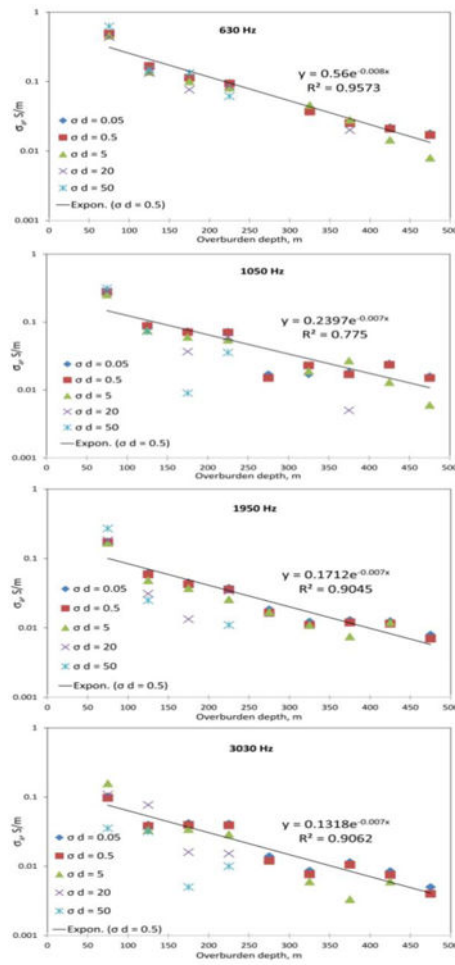 630 Hz
1
0.1
0.01
0.001
σa, S/m
y = 0.56e-0.008x
R² = 0.9573
σ d = 0.05
σ d = 0.5
σ d = 5
σ d = 20
σ d = 50
Expon. (σ d = 0.5)
0 50 100 150 200 250 300 350 400 450 500
Overburden depth, m
1050 Hz
1
0.1
0.01
0.001
σa, S/m
y = 0.2397e-0.007x
R² = 0.775
σ d = 0.05
σ d = 0.5
σ d = 5
σ d = 20
σ d = 50
Expon. (σ d = 0.5)
0 50 100 150 200 250 300 350 400 450 500
Overburden depth, m
1950 Hz
1
0.1
0.01
0.001
σa, S/m
y = 0.1712e-0.007x
R² = 0.9045
σ d = 0.05
σ d = 0.5
σ d = 5
σ d = 20
σ d = 50
Expon. (σ d = 0.5)
0 50 100 150 200 250 300 350 400 450 500
Overburden depth, m
3030 Hz
1
0.1
0.01
0.001
σa, S/m
y = 0.1318e-0.007x
R² = 0.9062
σ d = 0.05
σ d = 0.5
σ d = 5
σ d = 20
σ d = 50
Expon. (σ d = 0.5)
0 50 100 150 200 250 300 350 400 450 500
Overburden depth, m